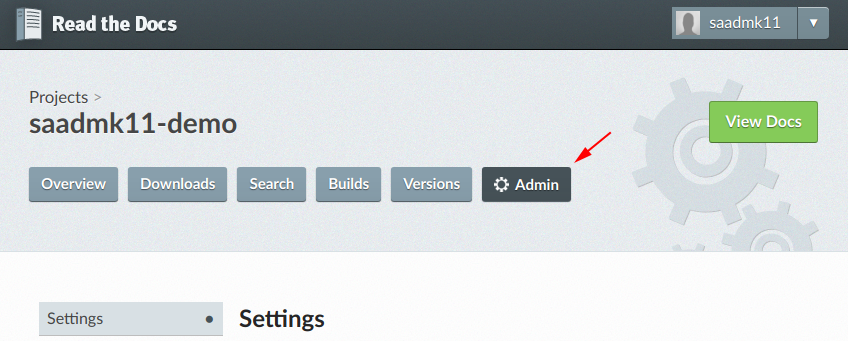 Read the Docs
saadmk11
Projects >
saadmk11-demo
View Docs
Overview Downloads Search Builds Versions Admin
Settings
Settings